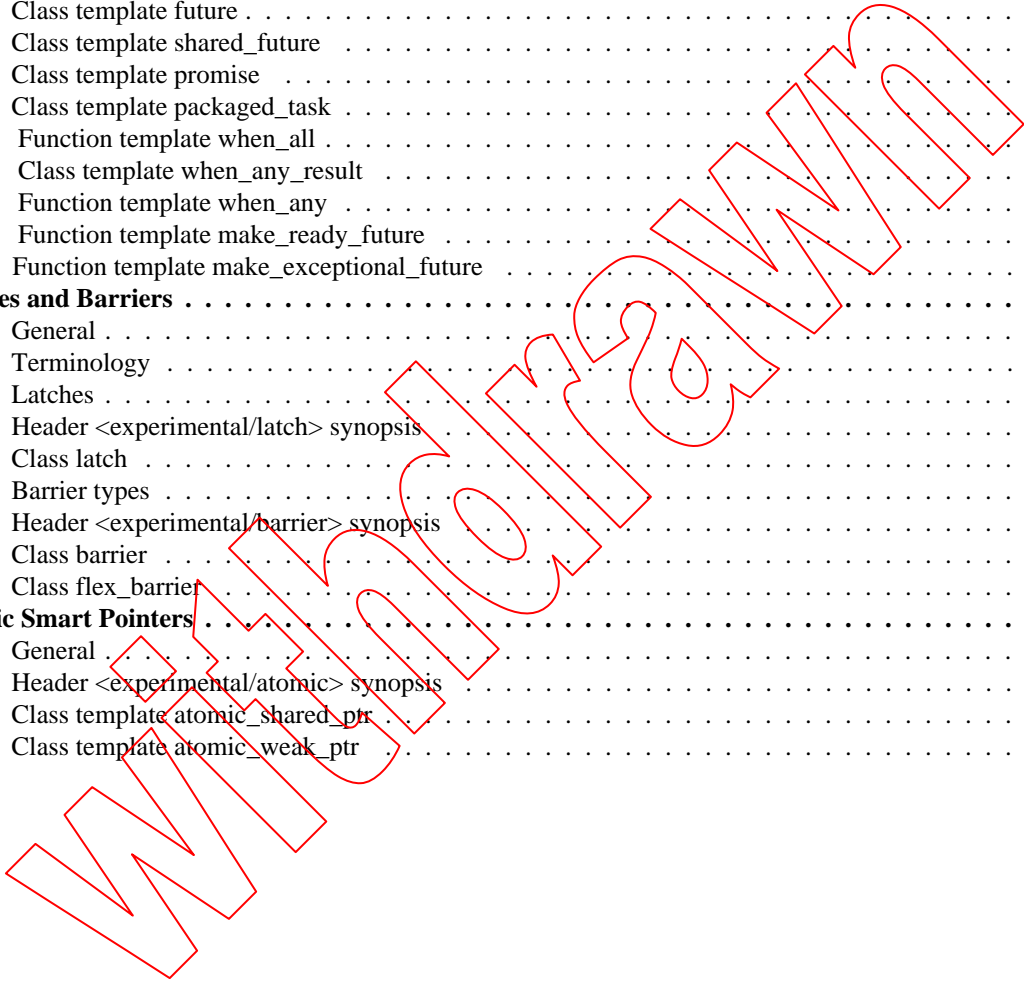 Class template future . . . . . . . . . . . . . . . . . . . . . . . . . . . . . . . . . . . . . . .
Class template shared_future . . . . . . . . . . . . . . . . . . . . . . . . . . . . . . . . . .
Class template promise . . . . . . . . . . . . . . . . . . . . . . . . . . . . . . . . . . . . .
Class template packaged_task . . . . . . . . . . . . . . . . . . . . . . . . . . . . . . . . . .
Function template when_all . . . . . . . . . . . . . . . . . . . . . . . . . . . . . . . . . . .
Class template when_any_result . . . . . . . . . . . . . . . . . . . . . . . . . . . . . . . .
Function template when_any . . . . . . . . . . . . . . . . . . . . . . . . . . . . . . . . . .
Function template make_ready_future . . . . . . . . . . . . . . . . . . . . . . . . . . . . .
Function template make_exceptional_future . . . . . . . . . . . . . . . . . . . . . . . . . .
es and Barriers . . . . . . . . . . . . . . . . . . . . . . . . . . . . . . . . . . . . . . . . . .
General . . . . . . . . . . . . . . . . . . . . . . . . . . . . . . . . . . . . . . . . . . . . . .
Terminology . . . . . . . . . . . . . . . . . . . . . . . . . . . . . . . . . . . . . . . . . . .
Latches . . . . . . . . . . . . . . . . . . . . . . . . . . . . . . . . . . . . . . . . . . . . . .
Header <experimental/latch> synopsis . . . . . . . . . . . . . . . . . . . . . . . . . . . . .
Class latch . . . . . . . . . . . . . . . . . . . . . . . . . . . . . . . . . . . . . . . . . . . .
Barrier types . . . . . . . . . . . . . . . . . . . . . . . . . . . . . . . . . . . . . . . . . . .
Header <experimental/barrier> synopsis . . . . . . . . . . . . . . . . . . . . . . . . . . . .
Class barrier . . . . . . . . . . . . . . . . . . . . . . . . . . . . . . . . . . . . . . . . . . .
Class flex_barrier . . . . . . . . . . . . . . . . . . . . . . . . . . . . . . . . . . . . . . . . .
ic Smart Pointers . . . . . . . . . . . . . . . . . . . . . . . . . . . . . . . . . . . . . . . . .
General . . . . . . . . . . . . . . . . . . . . . . . . . . . . . . . . . . . . . . . . . . . . . .
Header <experimental/atomic> synopsis . . . . . . . . . . . . . . . . . . . . . . . . . . . .
Class template atomic_shared_ptr . . . . . . . . . . . . . . . . . . . . . . . . . . . . . . . .
Class template atomic_weak_ptr . . . . . . . . . . . . . . . . . . . . . . . . . . . . . . .
withdrawn